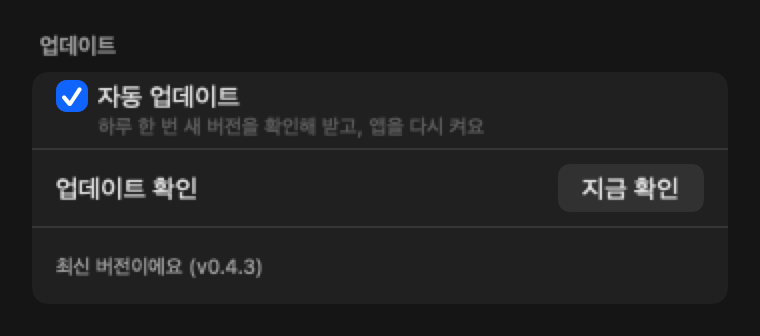 업데이트
자동 업데이트
하루 한 번 새 버전을 확인해 받고, 앱을 다시 켜요
업데이트 확인
지금 확인
최신 버전이에요 (v0.4.3)